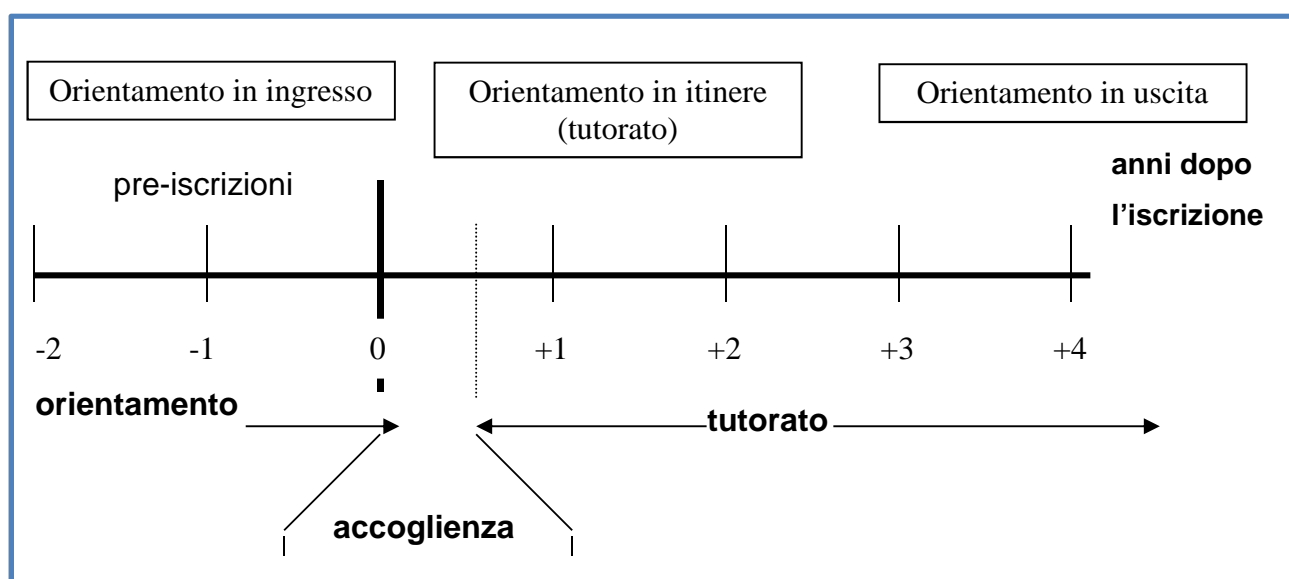 Orientamento in ingresso
Orientamento in itinere
(tutorato)
Orientamento in uscita
anni dopo
l'iscrizione
pre-iscrizioni
-2 -1 0 +1 +2 +3 +4
orientamento
tutorato
accoglienza